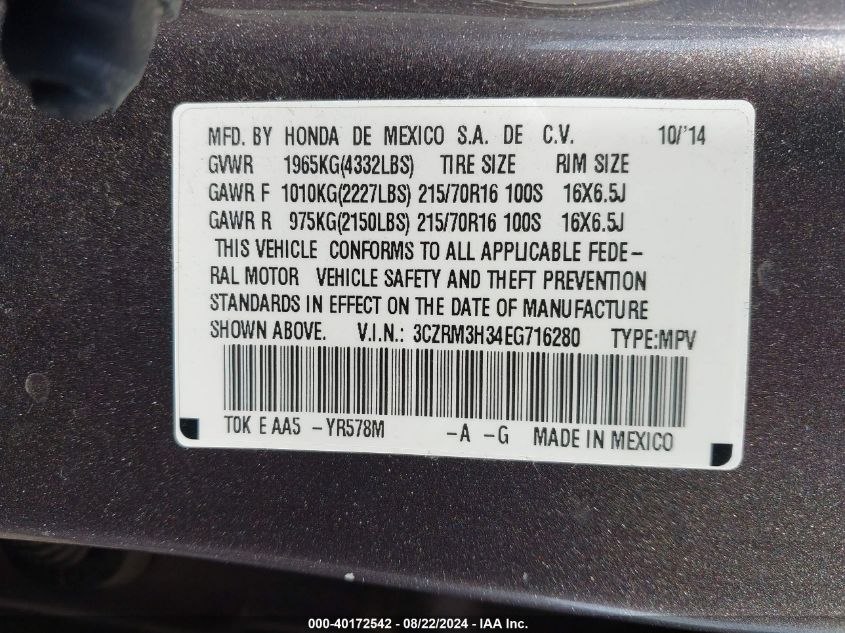 MFD. BY HONDA DE MEXICO S.A. DE C.V. 10/'14
GVWR 1965KG(4332LBS) TIRE SIZE RIM SIZE
GAWR F 1010KG(2227LBS) 215/70R16 100S 16X6.5J
GAWR R 975KG(2150LBS) 215/70R16 100S 16X6.5J
THIS VEHICLE CONFORMS TO ALL APPLICABLE FEDE-
RAL MOTOR VEHICLE SAFETY AND THEFT PREVENTION
STANDARDS IN EFFECT ON THE DATE OF MANUFACTURE
SHOWN ABOVE. V.I.N.: 3CZRM3H34EG716280 TYPE:MPV
T0K E AA5 -YR578M -A -G MADE IN MEXICO
000-40172542 - 08/22/2024 - IAA Inc.